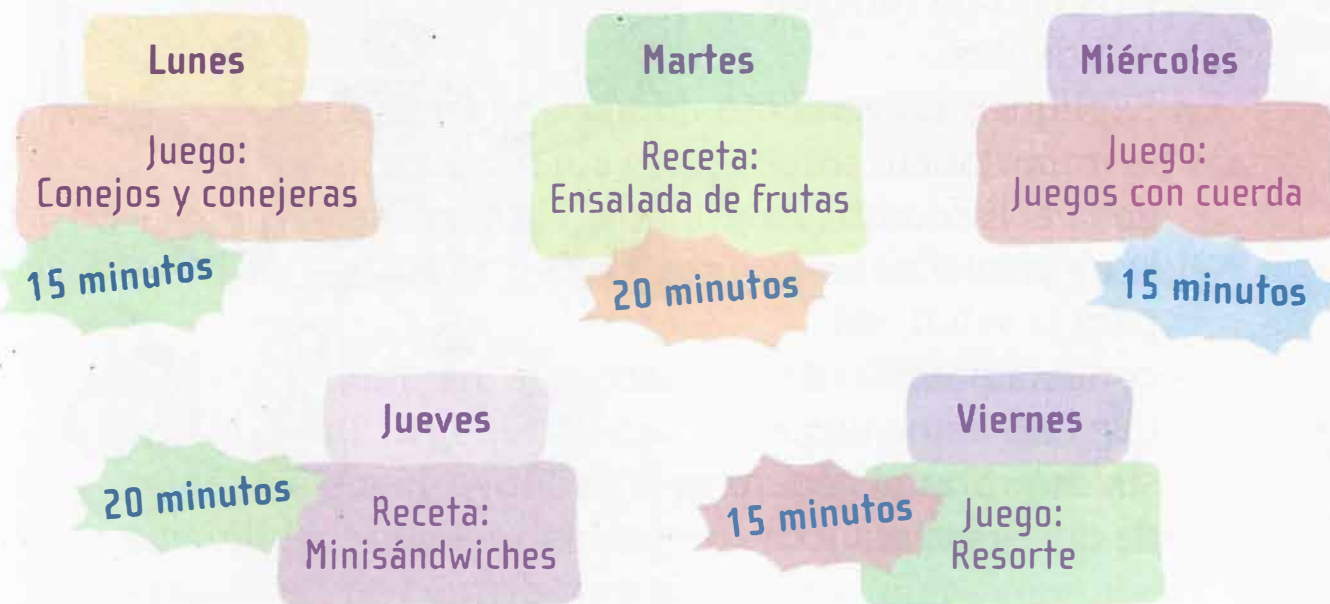 Lunes
Juego:
Conejos y conejeras
15 minutos
Martes
Receta:
Ensalada de frutas
20 minutos
Miércoles
Juego:
Juegos con cuerda
15 minutos
Jueves
20 minutos
Receta:
Minisándwiches
Viernes
15 minutos
Juego:
Resorte